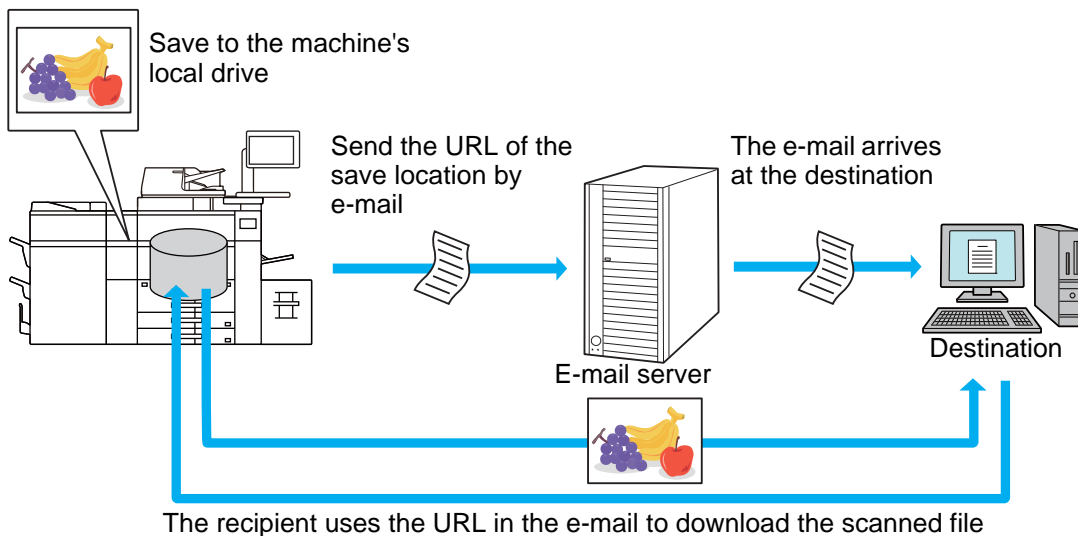 Save to the machine's
local drive
Send the URL of the
save location by
e-mail
The e-mail arrives
at the destination
E-mail server
Destination
The recipient uses the URL in the e-mail to download the scanned file